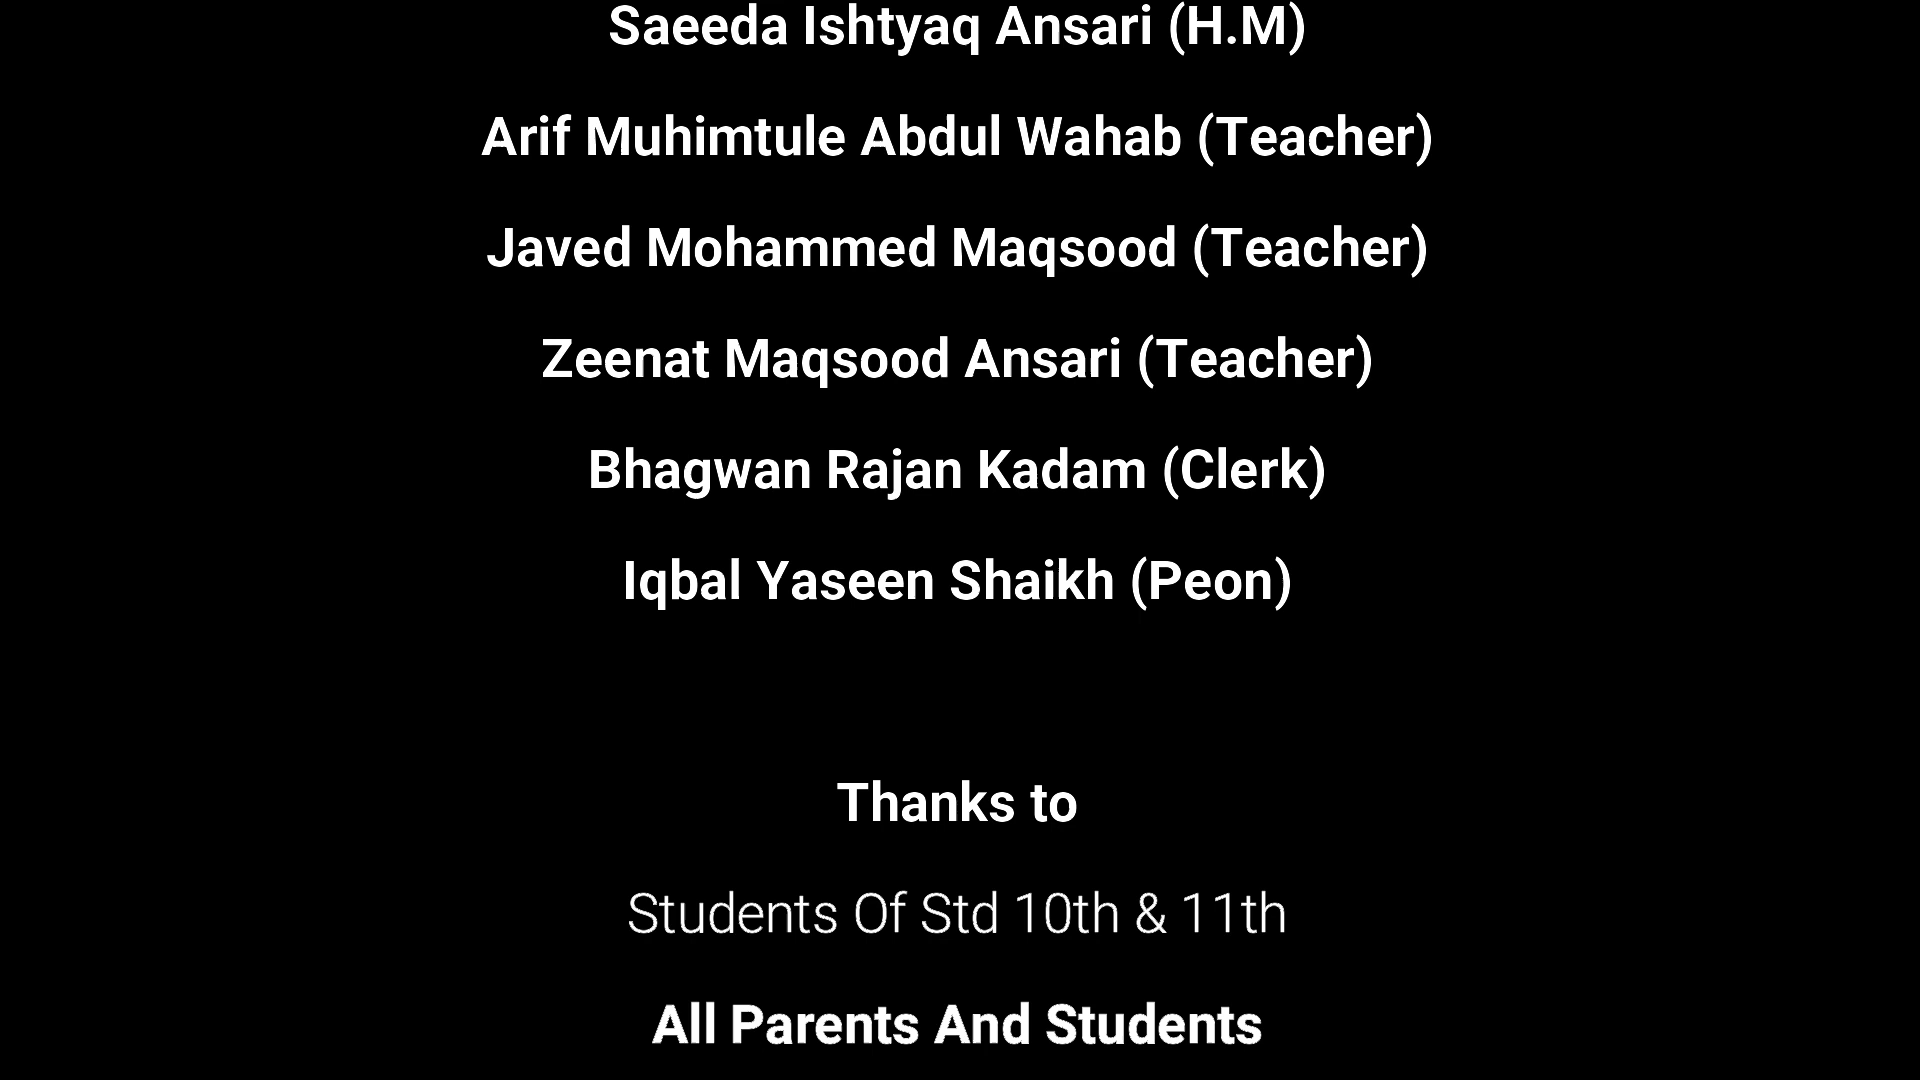 Saeeda Ishtyaq Ansari (H.M)
Arif Muhimtule Abdul Wahab (Teacher)
Javed Mohammed Maqsood (Teacher)
Zeenat Maqsood Ansari (Teacher)
Bhagwan Rajan Kadam (Clerk)
Iqbal Yaseen Shaikh (Peon)
Thanks to
Students Of Std 10th & 11th
All Parents And Students